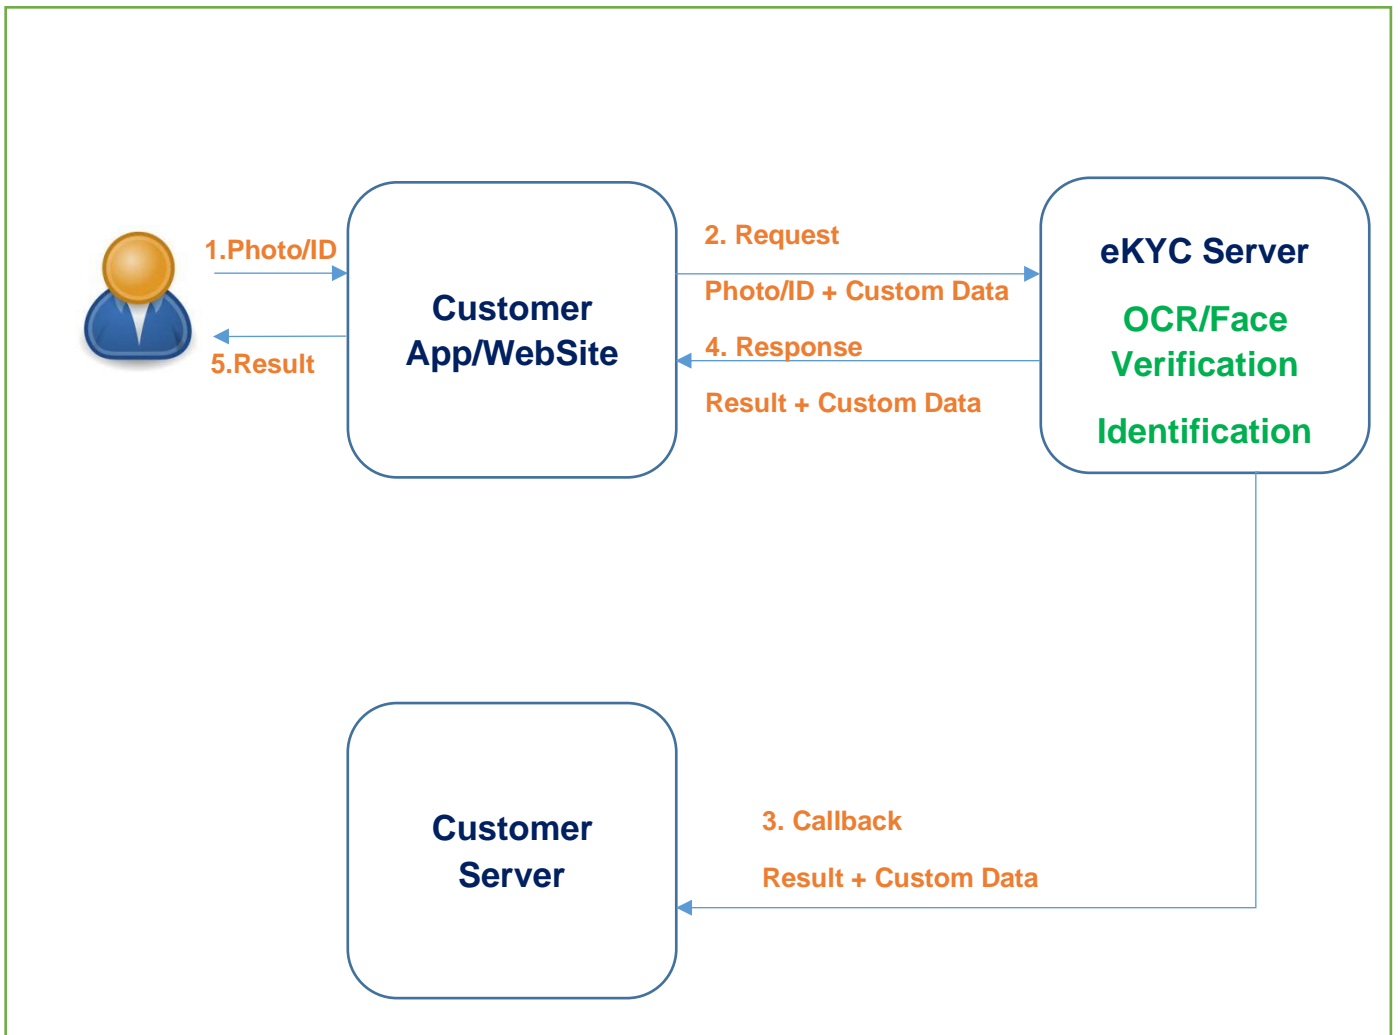 1.Photo/ID
5.Result
Customer
App/WebSite
2. Request
Photo/ID + Custom Data
4. Response
Result + Custom Data
eKYC Server
OCR/Face
Verification
Identification
Customer
Server
3. Callback
Result + Custom Data